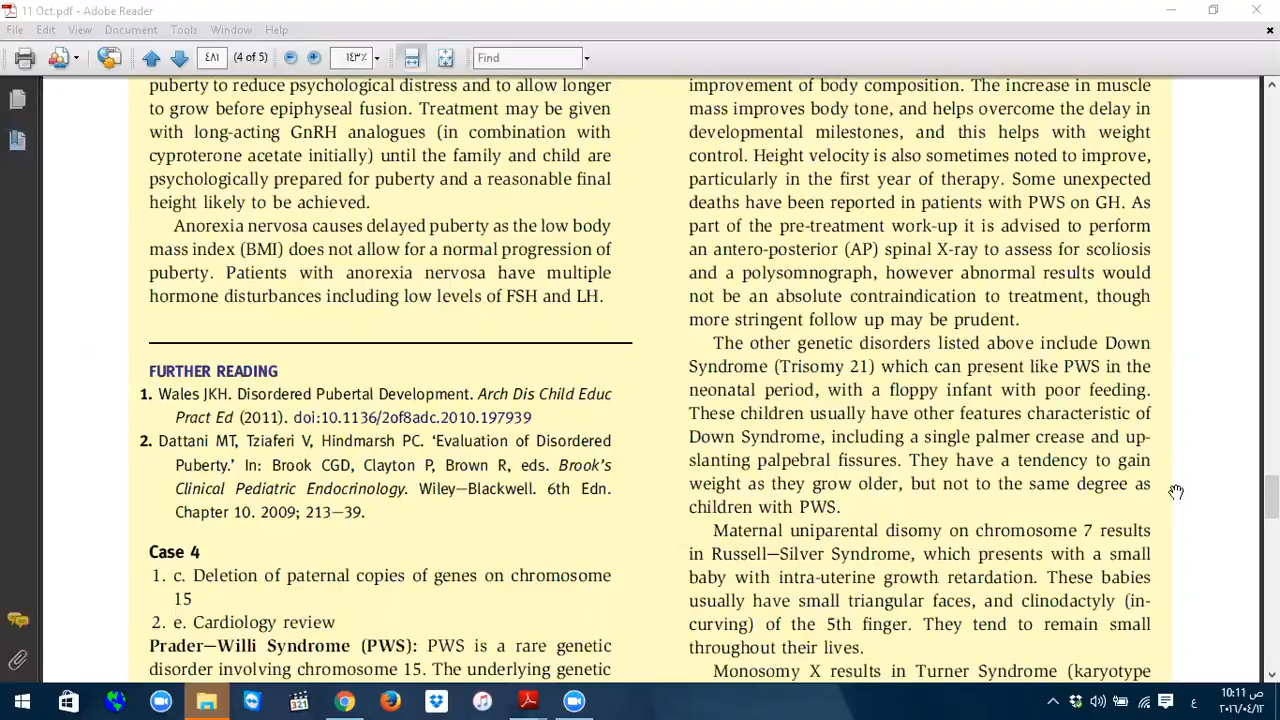 11 Oct.pdf - Adobe Reader
File Edit View Document Tools Window Help
٤٨١ (4 of 5) ١٤٣٪ Find
puberty to reduce psychological distress and to allow longer
to grow before epiphyseal fusion. Treatment may be given
with long-acting GnRH analogues (in combination with
cyproterone acetate initially) until the family and child are
psychologically prepared for puberty and a reasonable final
height likely to be achieved.
Anorexia nervosa causes delayed puberty as the low body
mass index (BMI) does not allow for a normal progression of
puberty. Patients with anorexia nervosa have multiple
hormone disturbances including low levels of FSH and LH.
FURTHER READING
1. Wales JKH. Disordered Pubertal Development. Arch Dis Child Educ
Pract Ed (2011). doi:10.1136/2of8adc.2010.197939
2. Dattani MT, Tziaferi V, Hindmarsh PC. ‘Evaluation of Disordered
Puberty.’ In: Brook CGD, Clayton P, Brown R, eds. Brook’s
Clinical Pediatric Endocrinology. Wiley–Blackwell. 6th Edn.
Chapter 10. 2009; 213–39.
Case 4
1. c. Deletion of paternal copies of genes on chromosome
15
2. e. Cardiology review
Prader–Willi Syndrome (PWS): PWS is a rare genetic
disorder involving chromosome 15. The underlying genetic
improvement of body composition. The increase in muscle
mass improves body tone, and helps overcome the delay in
developmental milestones, and this helps with weight
control. Height velocity is also sometimes noted to improve,
particularly in the first year of therapy. Some unexpected
deaths have been reported in patients with PWS on GH. As
part of the pre-treatment work-up it is advised to perform
an antero-posterior (AP) spinal X-ray to assess for scoliosis
and a polysomnograph, however abnormal results would
not be an absolute contraindication to treatment, though
more stringent follow up may be prudent.
The other genetic disorders listed above include Down
Syndrome (Trisomy 21) which can present like PWS in the
neonatal period, with a floppy infant with poor feeding.
These children usually have other features characteristic of
Down Syndrome, including a single palmer crease and up-
slanting palpebral fissures. They have a tendency to gain
weight as they grow older, but not to the same degree as
children with PWS.
Maternal uniparental disomy on chromosome 7 results
in Russell–Silver Syndrome, which presents with a small
baby with intra-uterine growth retardation. These babies
usually have small triangular faces, and clinodactyly (in-
curving) of the 5th finger. They tend to remain small
throughout their lives.
Monosomy X results in Turner Syndrome (karyotype
321
ع
ص 10:11
٢٠٢٦/٠٤/١٢